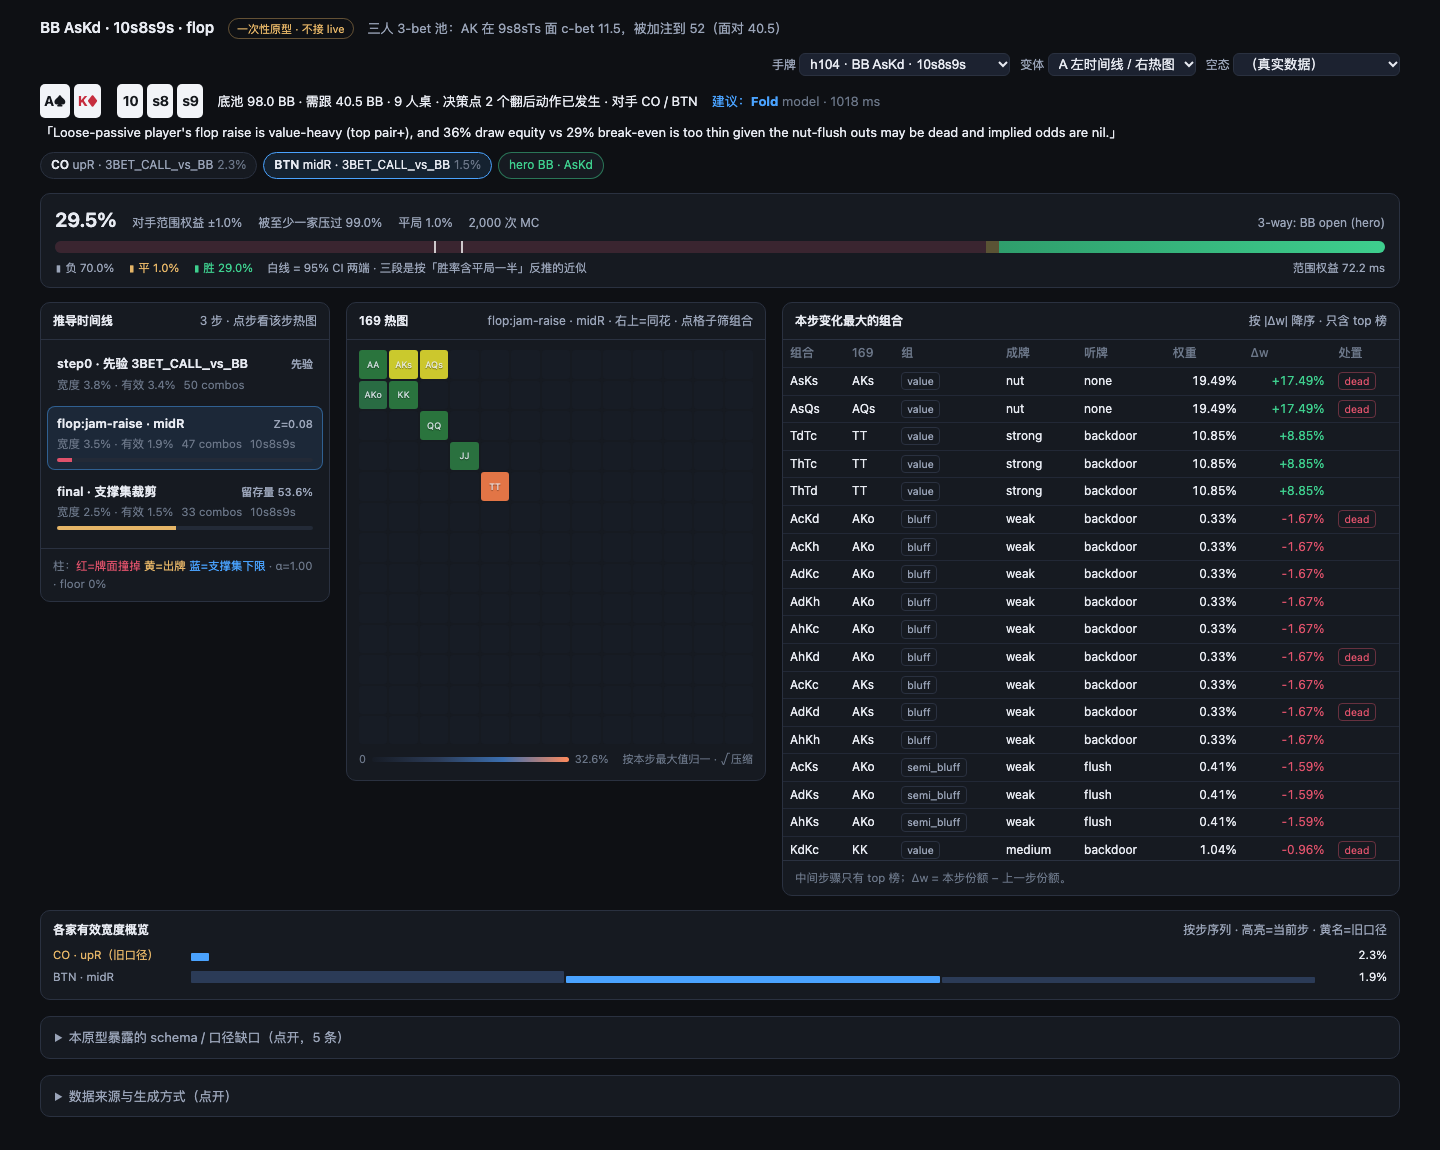 BB AsKd · 10s8s9s · flop 一次性原型 · 不接 live 三人 3-bet 池：AK 在 9s8sTs 面 c-bet 11.5，被加注到 52（面对 40.5）
手牌 h104 · BB AsKd · 10s8s9s 变体 A 左时间线 / 右热图 空态 （真实数据）
A♠ K♦ 10 s8 s9 底池 98.0 BB · 需跟 40.5 BB · 9 人桌 · 决策点 2 个翻后动作已发生 · 对手 CO / BTN 建议：Fold model · 1018 ms
「Loose-passive player's flop raise is value-heavy (top pair+), and 36% draw equity vs 29% break-even is too thin given the nut-flush outs may be dead and implied odds are nil.」
CO upR · 3BET_CALL_vs_BB 2.3% BTN midR · 3BET_CALL_vs_BB 1.5% hero BB · AsKd
29.5% 对手范围权益 ±1.0% 被至少一家压过 99.0% 平局 1.0% 2,000 次 MC 3-way: BB open (hero)
负 70.0% 平 1.0% 胜 29.0% 白线 = 95% CI 两端 · 三段是按「胜率含平局一半」反推的近似 范围权益 72.2 ms
推导时间线 3 步 · 点步看该步热图
step0 · 先验 3BET_CALL_vs_BB 先验
宽度 3.8% · 有效 3.4% 50 combos
flop:jam-raise · midR Z=0.08
宽度 3.5% · 有效 1.9% 47 combos 10s8s9s
final · 支撑集裁剪 留存量 53.6%
宽度 2.5% · 有效 1.5% 33 combos 10s8s9s
柱：红=牌面撞掉 黄=出牌 蓝=支撑集下限 · α=1.00
· floor 0%
169 热图 flop:jam-raise · midR · 右上=同花 · 点格子筛组合
AA AKs AQs
AKo KK
QQ
JJ
TT
0 32.6% 按本步最大值归一 · √压缩
本步变化最大的组合 按 |Δw| 降序 · 只含 top 榜
组合 169 组 成牌 听牌 权重 Δw 处置
AsKs AKs value nut none 19.49% +17.49% dead
AsQs AQs value nut none 19.49% +17.49% dead
TdTc TT value strong backdoor 10.85% +8.85%
ThTc TT value strong backdoor 10.85% +8.85%
ThTd TT value strong backdoor 10.85% +8.85%
AcKd AKo bluff weak backdoor 0.33% -1.67% dead
AcKh AKo bluff weak backdoor 0.33% -1.67%
AdKc AKo bluff weak backdoor 0.33% -1.67%
AdKh AKo bluff weak backdoor 0.33% -1.67%
AhKc AKo bluff weak backdoor 0.33% -1.67%
AhKd AKo bluff weak backdoor 0.33% -1.67% dead
AcKc AKs bluff weak backdoor 0.33% -1.67%
AdKd AKs bluff weak backdoor 0.33% -1.67% dead
AhKh AKs bluff weak backdoor 0.33% -1.67%
AcKs AKo semi_bluff weak flush 0.41% -1.59%
AdKs AKo semi_bluff weak flush 0.41% -1.59%
AhKs AKo semi_bluff weak flush 0.41% -1.59%
KdKc KK value medium backdoor 1.04% -0.96% dead
中间步骤只有 top 榜；Δw = 本步份额 − 上一步份额。
各家有效宽度概览 按步序列 · 高亮=当前步 · 黄名=旧口径
CO · upR（旧口径） 2.3%
BTN · midR 1.9%
▶ 本原型暴露的 schema / 口径缺口（点开，5 条）
▶ 数据来源与生成方式（点开）